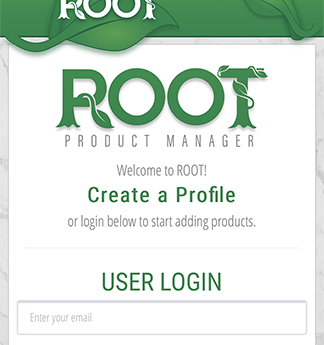 ROOT
ROOT
PRODUCT MANAGER
Welcome to ROOT!
Create a Profile
or login below to start adding products.
USER LOGIN
Enter your email